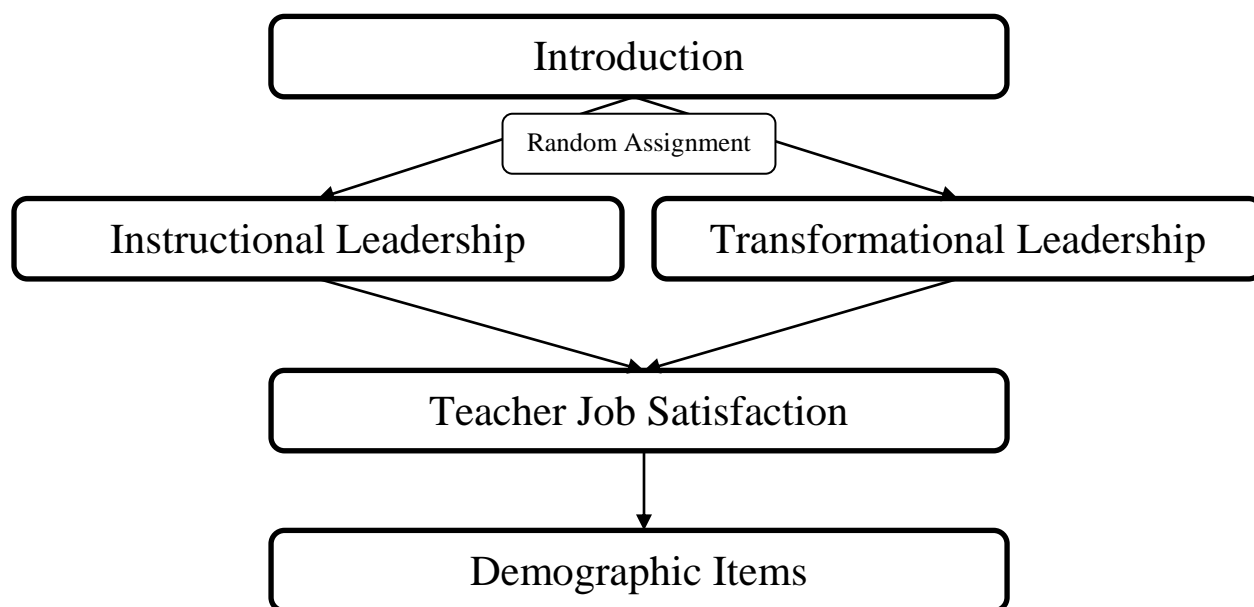 Introduction
Random Assignment
Instructional Leadership
Transformational Leadership
Teacher Job Satisfaction
Demographic Items